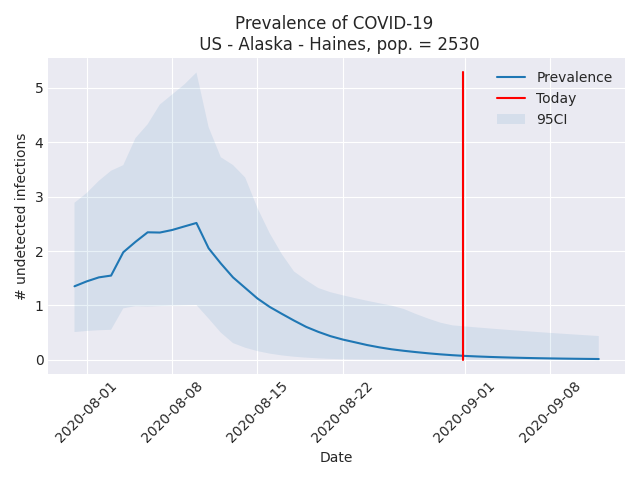 Prevalence of COVID-19
US - Alaska - Haines, pop. = 2530
Prevalence
Today
95CI
5
4
3
2
1
0
# undetected infections
2020-08-01
2020-08-08
2020-08-15
2020-08-22
2020-09-01
2020-09-08
Date